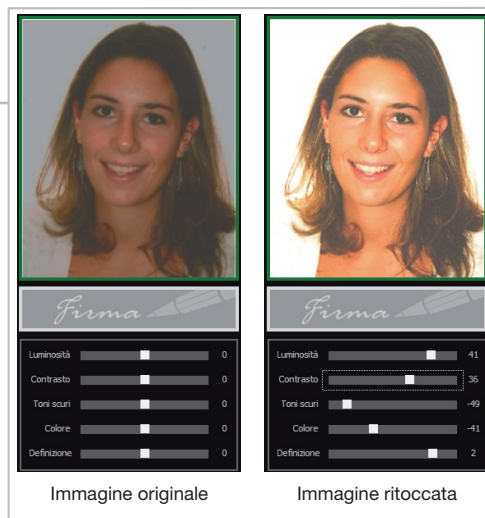 Firma Firma
Luminosità 0 Luminosità 41
Contrasto 0 Contrasto 36
Toni scuri 0 Toni scuri -49
Colore 0 Colore -41
Definizione 0 Definizione 2
Immagine originale Immagine ritoccata